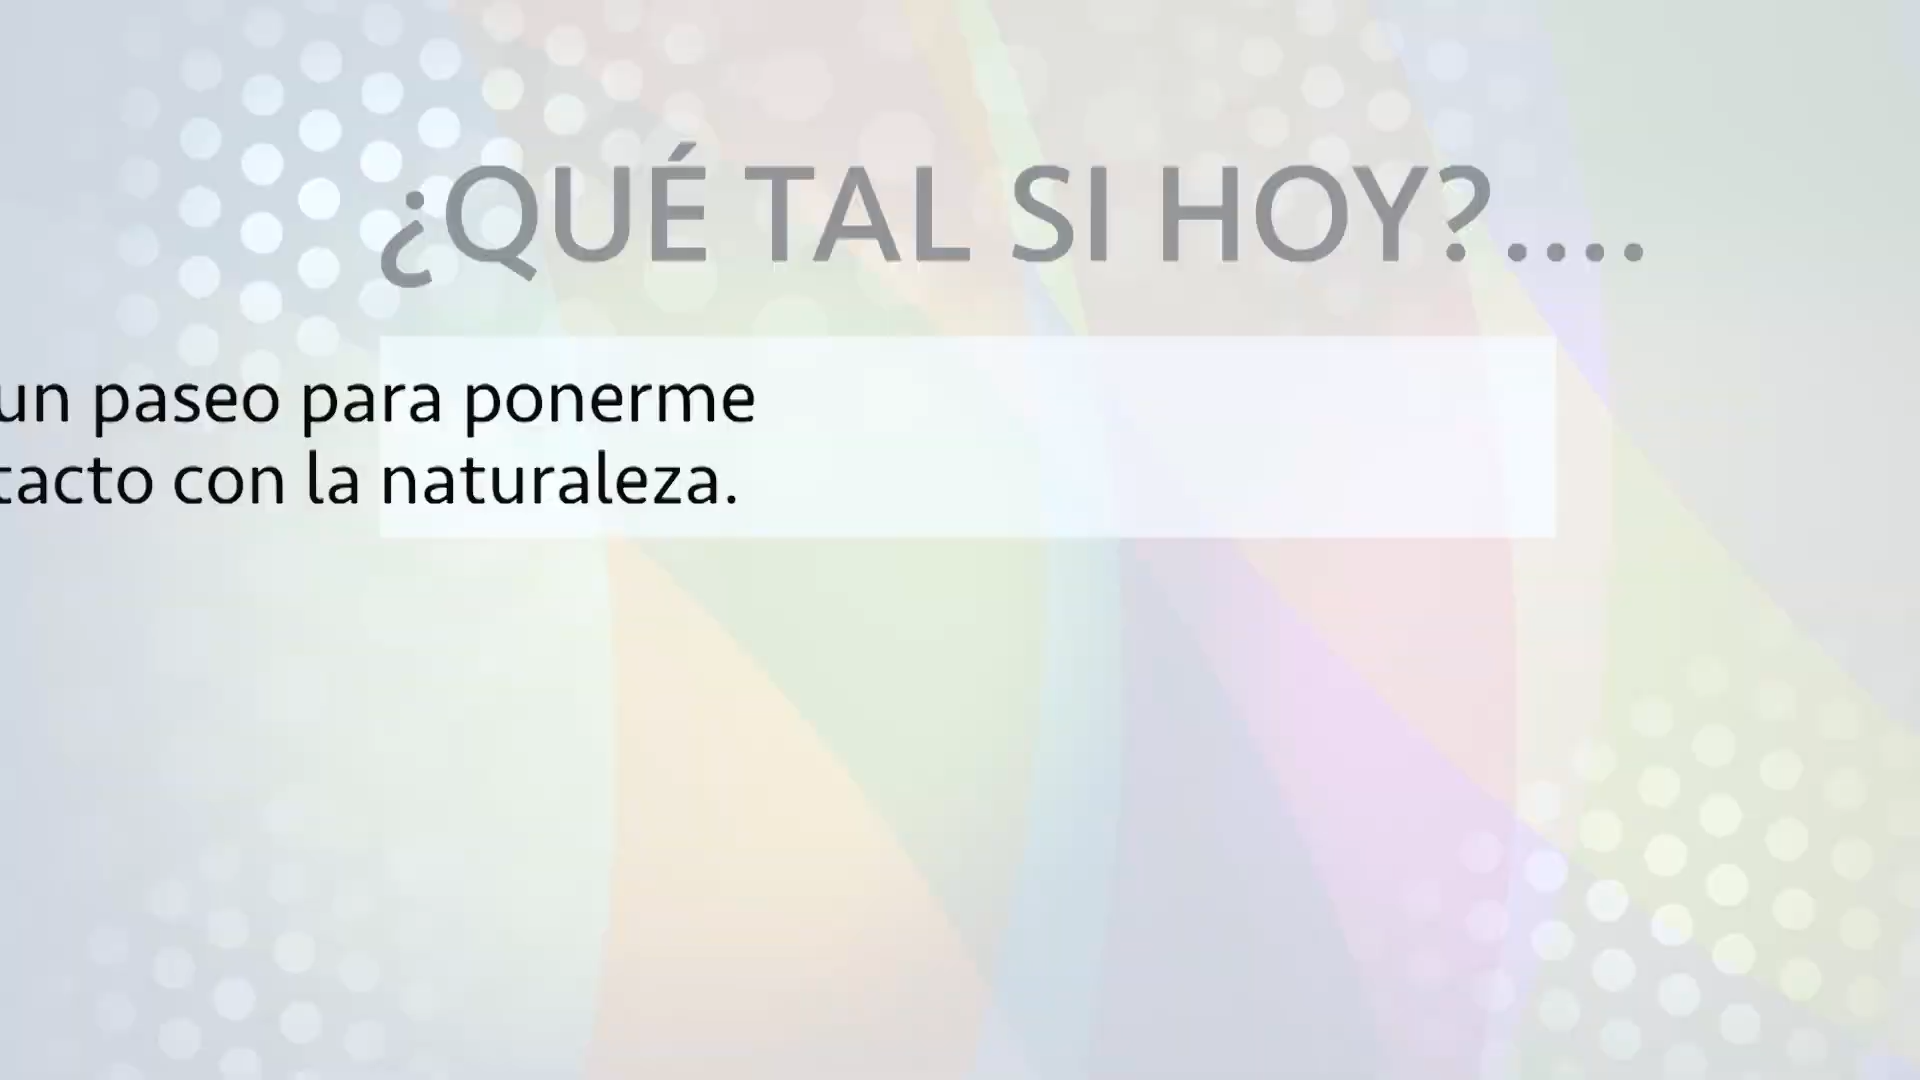 ¿QUÉ TAL SI HOY?....
un paseo para ponerme
tacto con la naturaleza.